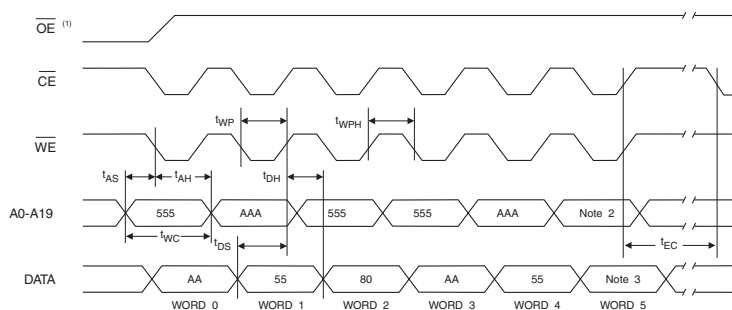 OE (1)
CE
tWP
tWPH
WE
tAS
tAH
tDH
A0-A19
555
AAA
555
555
AAA
Note 2
tWC
tDS
tEC
DATA
AA
55
80
AA
55
Note 3
WORD 0
WORD 1
WORD 2
WORD 3
WORD 4
WORD 5